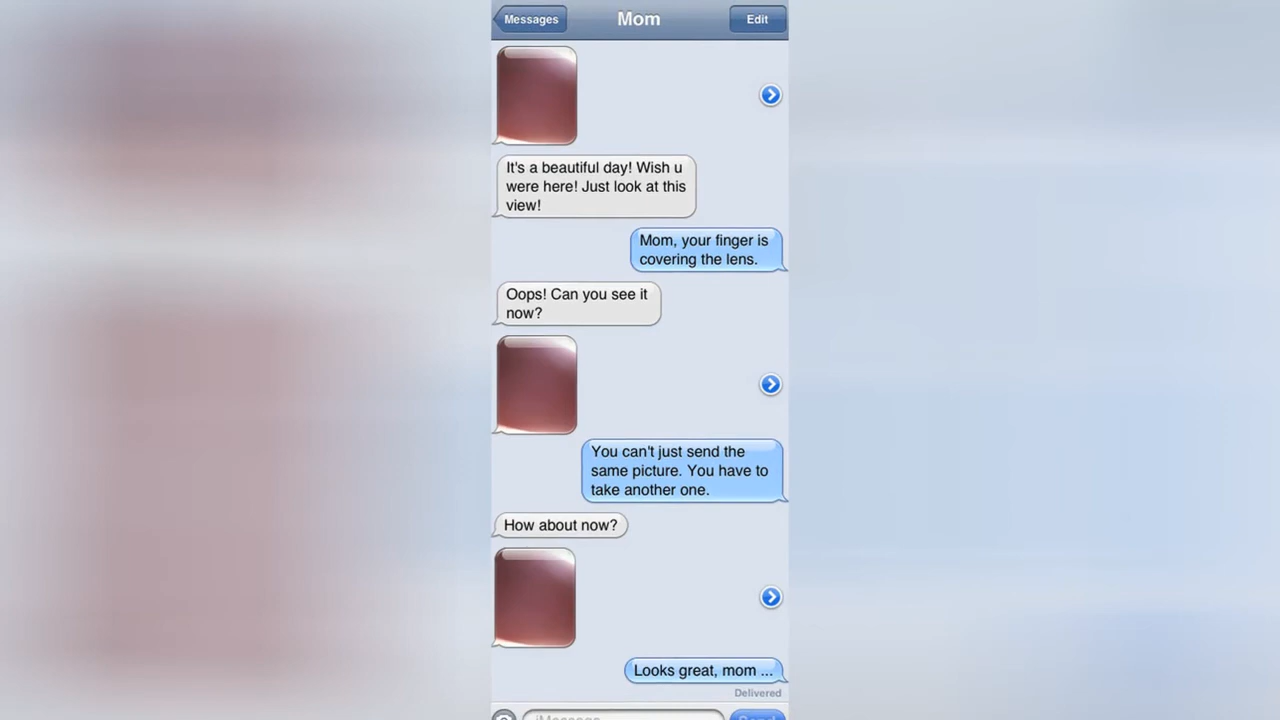 Messages
Mom
Edit
It's a beautiful day! Wish u
were here! Just look at this
view!
Mom, your finger is
covering the lens.
Oops! Can you see it
now?
You can't just send the
same picture. You have to
take another one.
How about now?
Looks great, mom ...
Delivered
iMessage
Send